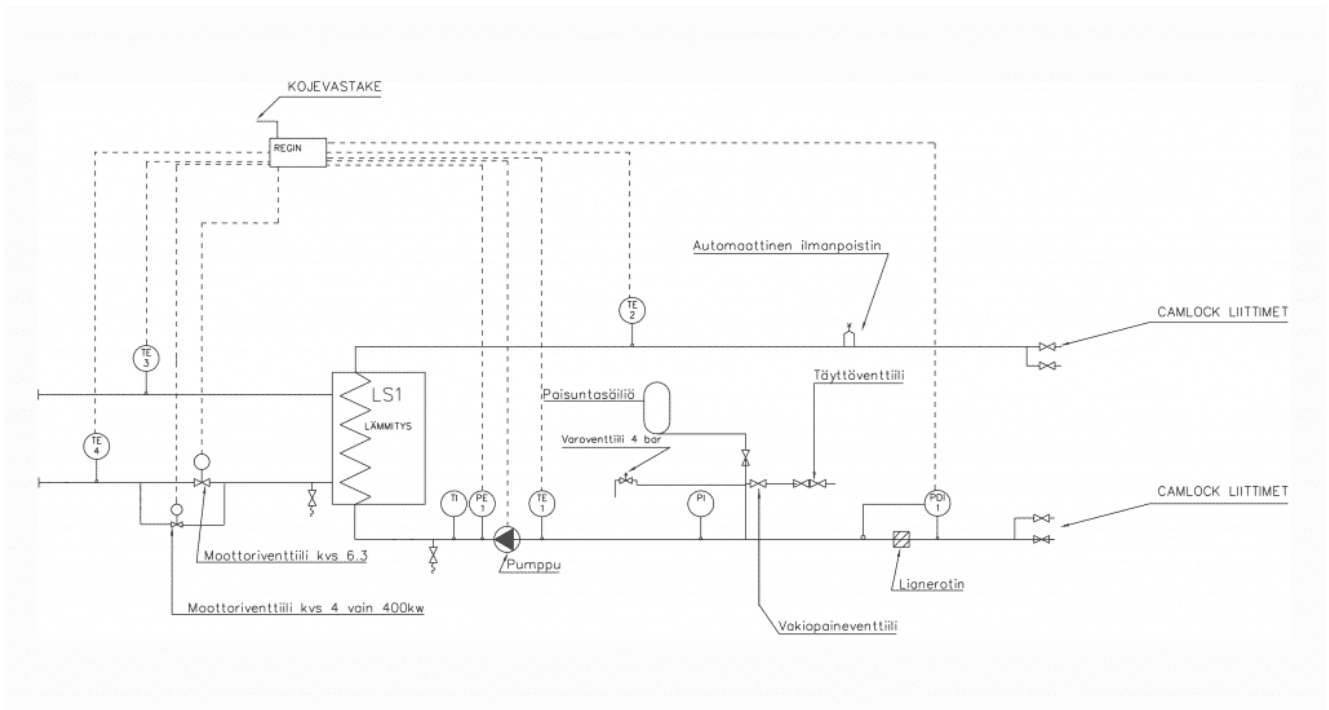 KOJEVASTAKE
REGIN
Automaattinen ilmanpoistin
TE
2
CAMLOCK LIITTIMET
TE
3
LS1
LÄMMITYS
Paisuntasäiliö
Täyttöventtiili
TE
4
Varoventtiili 4 bar
TI
PE
1
TE
1
PI
PDI
1
CAMLOCK LIITTIMET
Moottoriventtiili kvs 6.3
Pumppu
Lianerotin
Moottoriventtiili kvs 4 vain 400kw
Vakiopaineventtiili